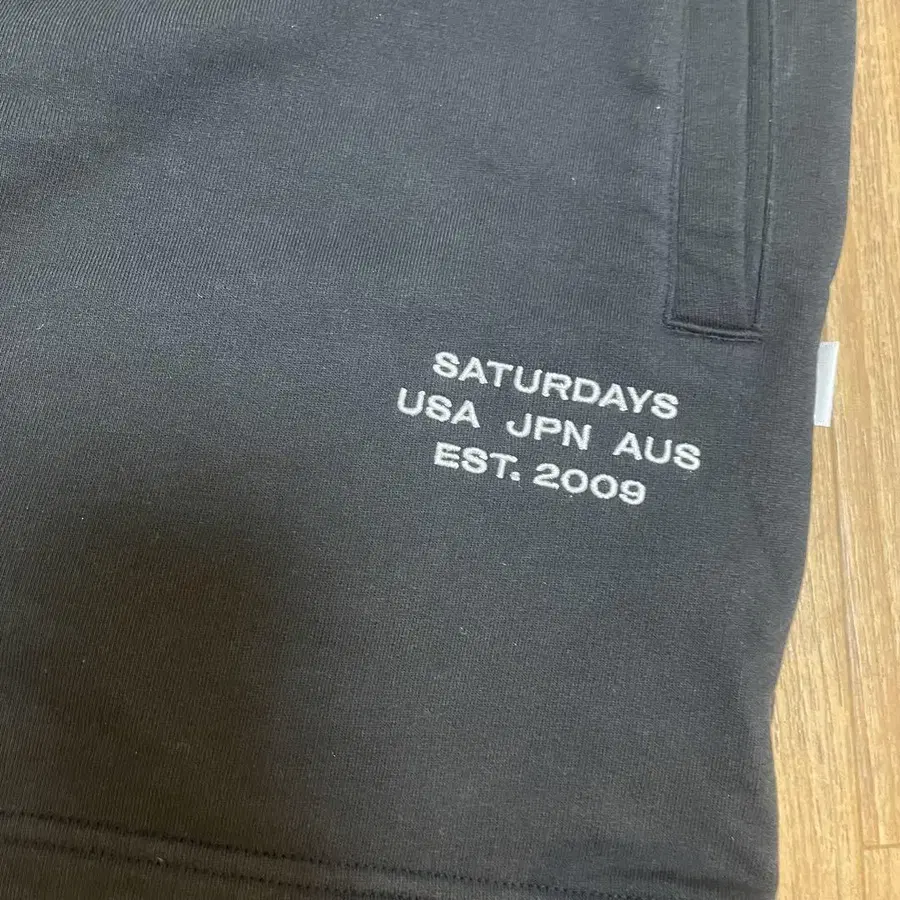 SATURDAYS
USA JPN AUS
EST. 2009